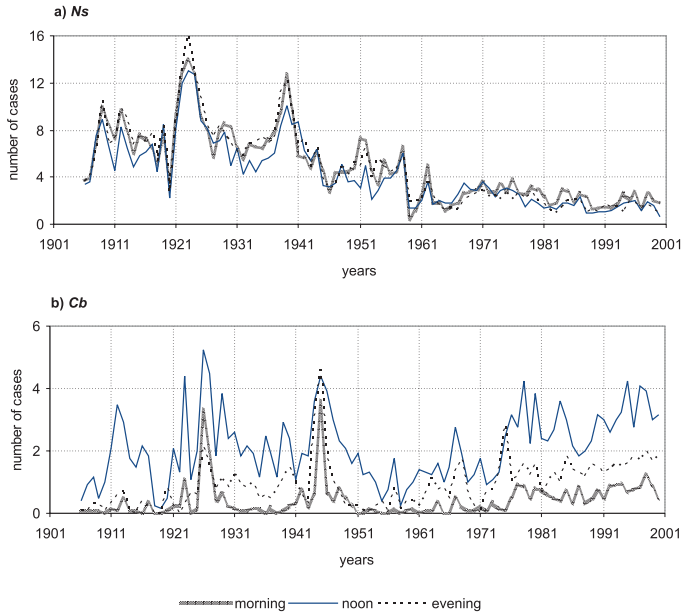 a) Ns
number of cases
16
12
8
4
0
1901 1911 1921 1931 1941 1951 1961 1971 1981 1991 2001
years
b) Cb
number of cases
6
4
2
0
1901 1911 1921 1931 1941 1951 1961 1971 1981 1991 2001
years
morning noon evening